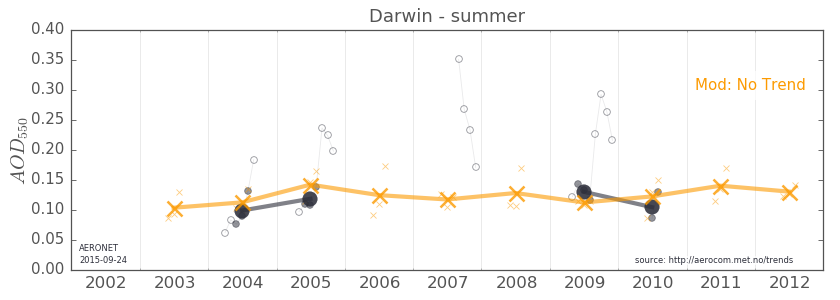 Darwin - summer
0.40
0.35
0.30
0.25
0.20
0.15
0.10
0.05
0.00
AOD550
Mod: No Trend
AERONET
2015-09-24
source: http://aerocom.met.no/trends
2002 2003 2004 2005 2006 2007 2008 2009 2010 2011 2012